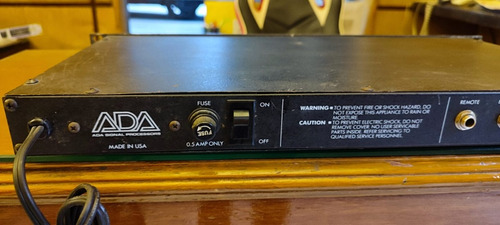 ADA
ADA SIGNAL PROCESSORS
MADE IN USA
FUSE
FUSE
0.5 AMP ONLY
ON
OFF
WARNING ■ TO PREVENT FIRE OR SHOCK HAZARD, DO
NOT EXPOSE THIS APPLIANCE TO RAIN OR
MOISTURE.
CAUTION ■ TO PREVENT ELECTRIC SHOCK, DO NOT
REMOVE COVER. NO USER SERVICABLE
PARTS INSIDE. REFER SERVICING TO
QUALIFIED SERVICE PERSONNEL.
REMOTE